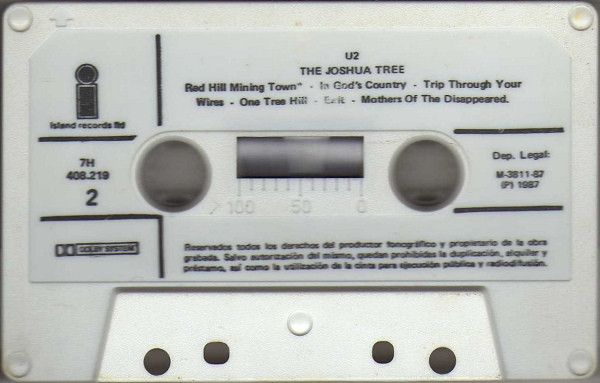 U2
THE JOSHUA TREE
Red Hill Mining Town" - In God's Country - Trip Through Your
Wires - One Tree Hill - Exit - Mothers Of The Disappeared.
island records ltd
7H
408.219
2
Dep. Legal:
M-3811-87
(P) 1987
100 50 0
DOLBY SYSTEM
Reservados todos los derechos del productor fonográfico y propietario de la obra
grabada. Salvo autorización del mismo, quedan prohibidas la duplicación, alquiler y
préstamo, así como la utilización de la cinta para ejecución pública y radiodifusión.